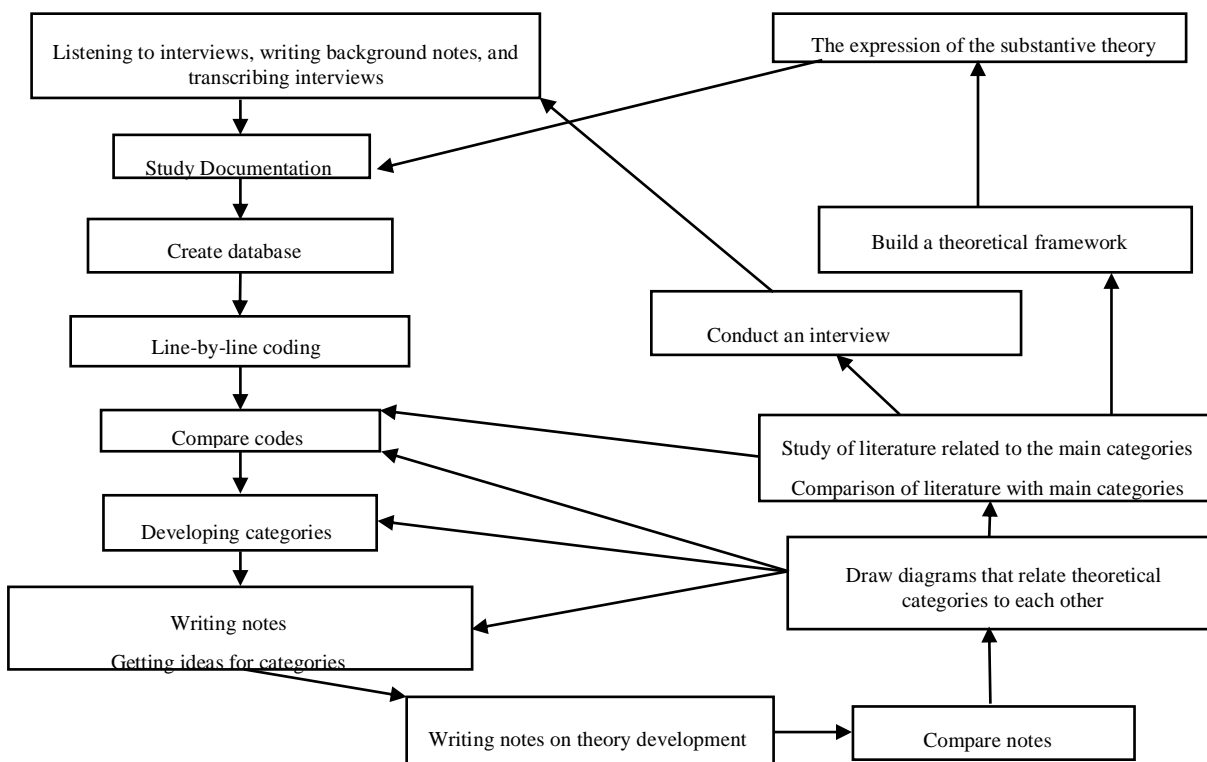 Listening to interviews, writing background notes, and
transcribing interviews
The expression of the substantive theory
Study Documentation
Create database
Build a theoretical framework
Line-by-line coding
Conduct an interview
Compare codes
Study of literature related to the main categories
Comparison of literature with main categories
Developing categories
Draw diagrams that relate theoretical
categories to each other
Writing notes
Getting ideas for categories
Writing notes on theory development
Compare notes